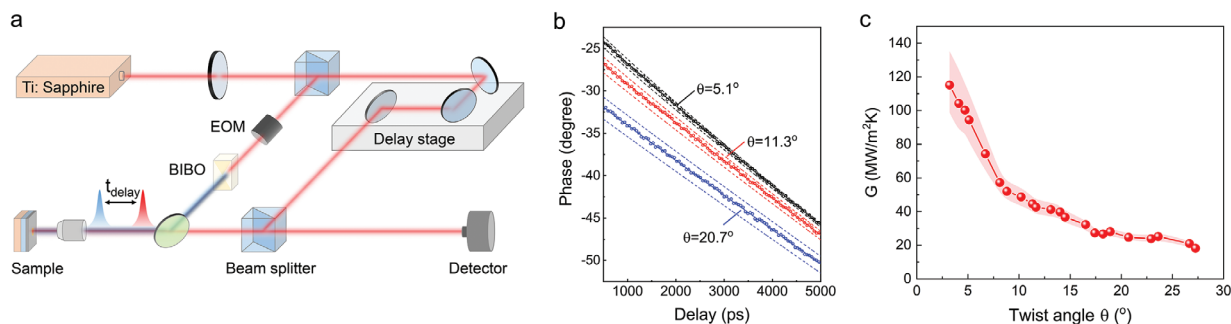 a
Ti: Sapphire
EOM
Delay stage
BIBO
tdelay
Sample
Beam splitter
Detector
b
Phase (degree)
-25
-30
-35
-40
-45
-50
θ=5.1°
θ=11.3°
θ=20.7°
1000 2000 3000 4000 5000
Delay (ps)
c
G (MW/m²K)
140
120
100
80
60
40
20
0
0 5 10 15 20 25 30
Twist angle θ (°)